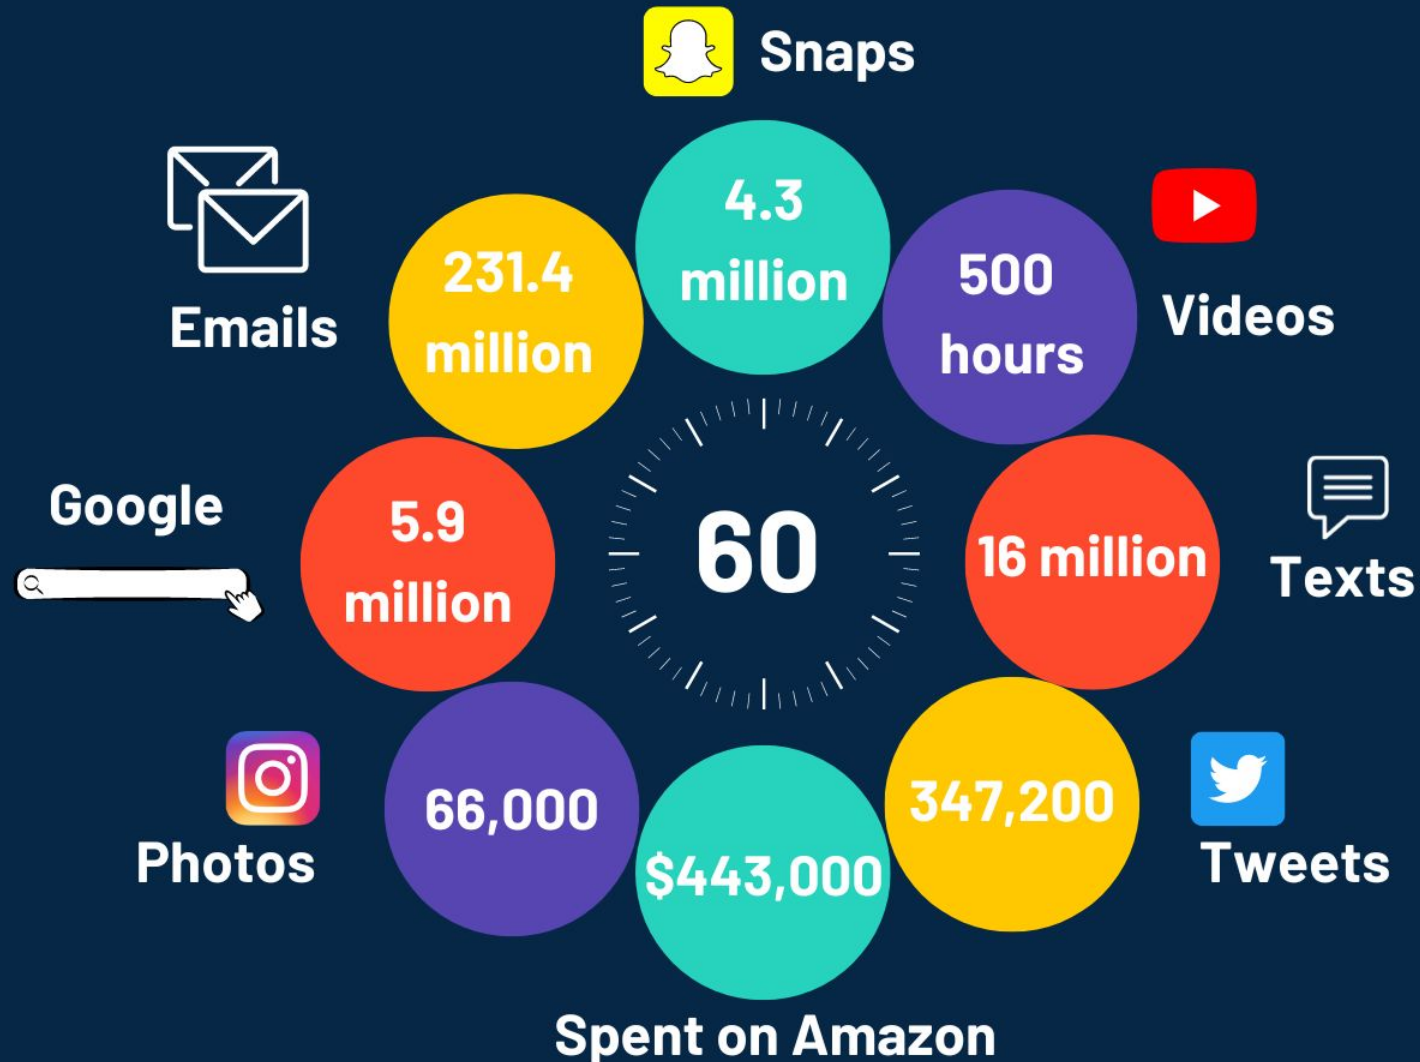 Snaps
4.3
million
500
hours
Videos
16 million
Texts
347,200
Tweets
$443,000
Spent on Amazon
66,000
Photos
5.9
million
Google
231.4
million
Emails
60